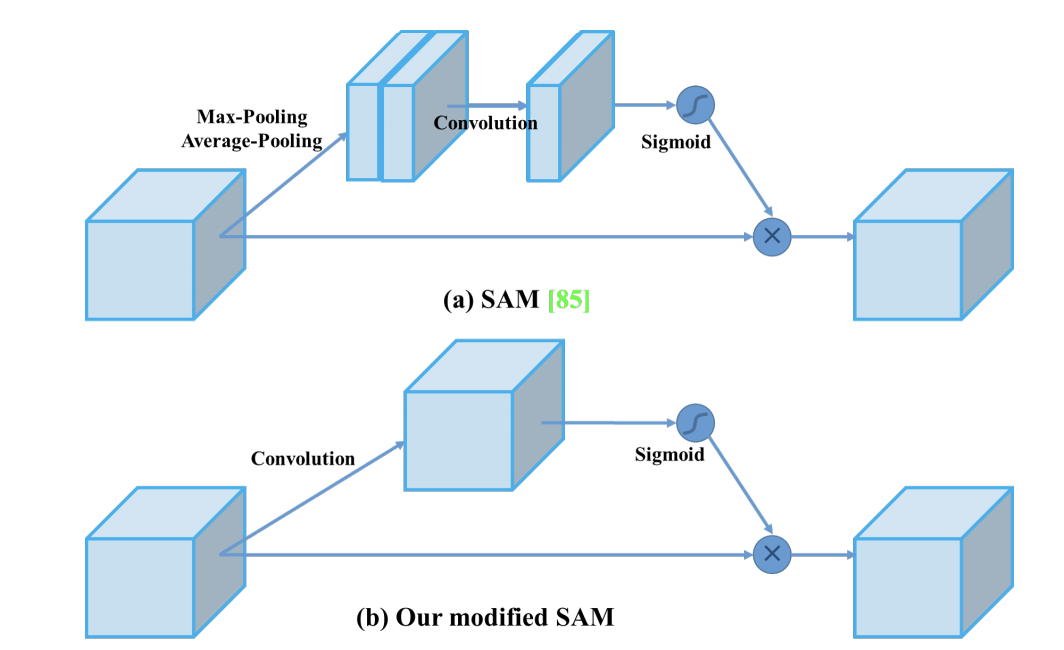 Max-Pooling
Average-Pooling
Convolution
Sigmoid
(a) SAM [85]
Convolution
Sigmoid
(b) Our modified SAM